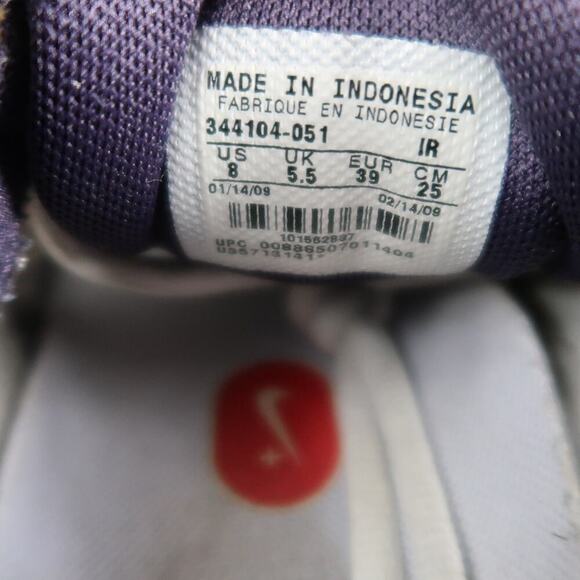 MADE IN INDONESIA
FABRIQUE EN INDONESIE
344104-051 IR
US UK EUR CM
8 5.5 39 25
01/14/09 02/14/09
UPC